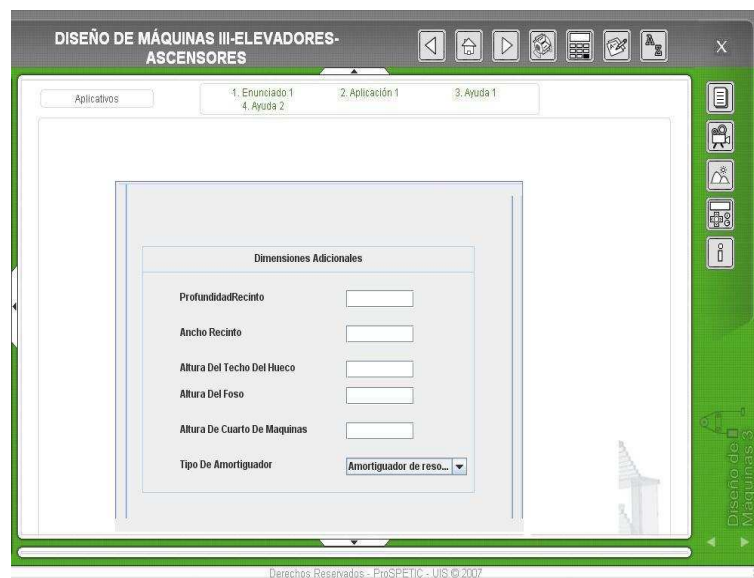 DISEÑO DE MÁQUINAS III-ELEVADORES-
ASCENSORES
X
Aplicativos
1. Enunciado 1
2. Aplicación 1
3. Ayuda 1
4. Ayuda 2
Dimensiones Adicionales
ProfundidadRecinto
Ancho Recinto
Altura Del Techo Del Hueco
Altura Del Foso
Altura De Cuarto De Maquinas
Tipo De Amortiguador
Amortiguador de reso...
Diseño de
Máquinas 3
Derechos Reservados - ProSPETIC - UIS © 2007